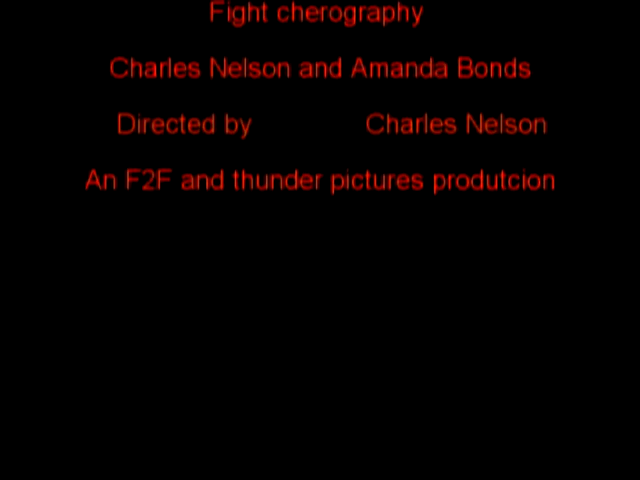 Fight cherography
Charles Nelson and Amanda Bonds
Directed by Charles Nelson
An F2F and thunder pictures produtcion